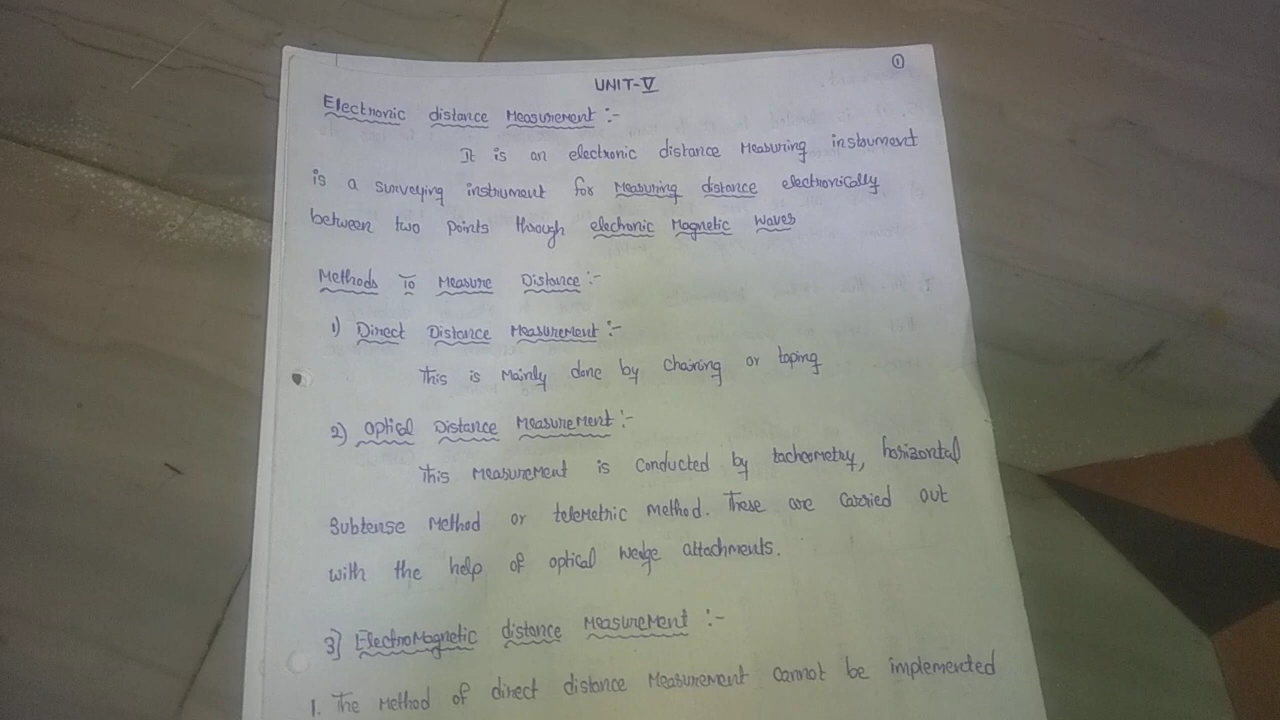 ①
UNIT-V
Electronic distance Measurement :-
It is an electronic distance Measuring instrument
is a surveying instrument for Measuring distance electronically
between two points through electronic Magnetic waves
Methods To Measure Distance :-
1) Direct Distance Measurement :-
This is Mainly done by chaining or taping
2) optical Distance Measurement :-
This Measurement is conducted by tacheometry, horizontal
Subtense Method or telemetric Method. These are carried out
with the help of optical wedge attachments.
3] ElectroMagnetic distance MeasureMent :-
1. The Method of direct distance Measurement cannot be implemented